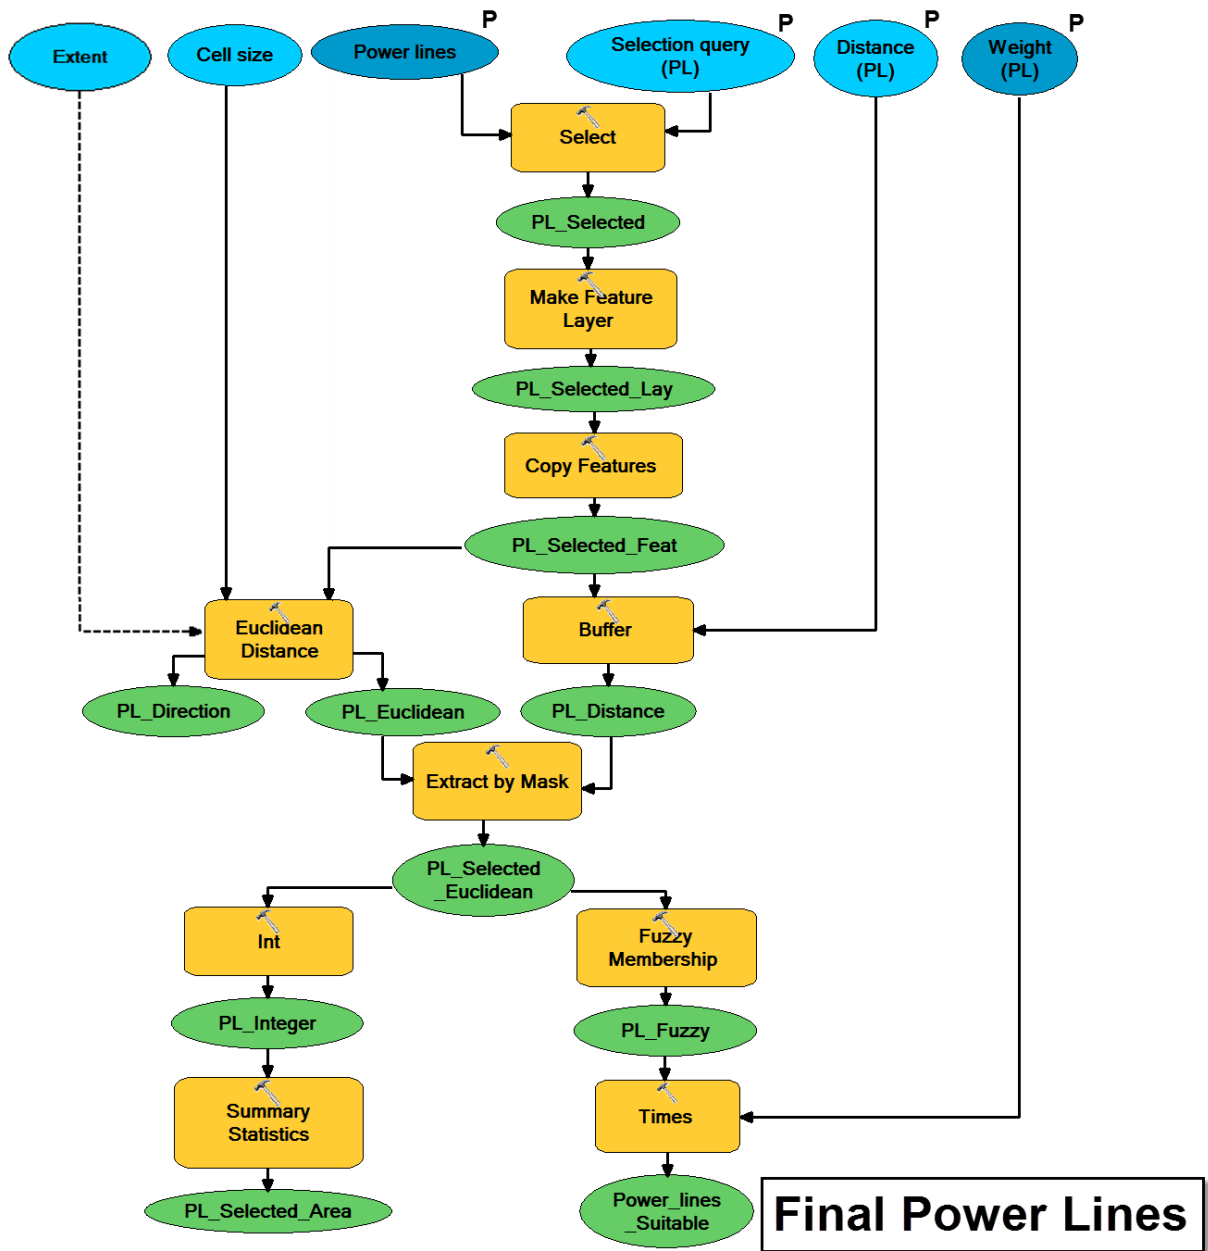 P
P
P
P
Extent
Cell size
Power lines
Selection query
(PL)
Distance
(PL)
Weight
(PL)
Select
PL_Selected
Make Feature
Layer
PL_Selected_Lay
Copy Features
PL_Selected_Feat
Euclidean
Distance
Buffer
PL_Direction
PL_Euclidean
PL_Distance
Extract by Mask
PL_Selected
_Euclidean
Int
Fuzzy
Membership
PL_Integer
PL_Fuzzy
Summary
Statistics
Times
PL_Selected_Area
Power_lines
_Suitable
Final Power Lines